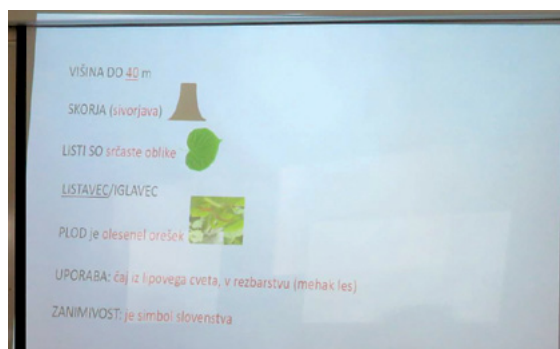 VIŠINA DO 40 m
SKORJA (sivorjava)
LISTI SO srčaste oblike
LISTAVEC/IGLAVEC
PLOD je olesenel orešek
UPORABA: čaj iz lipovega cveta, v rezbarstvu (mehak les)
ZANIMIVOST: je simbol slovenstva